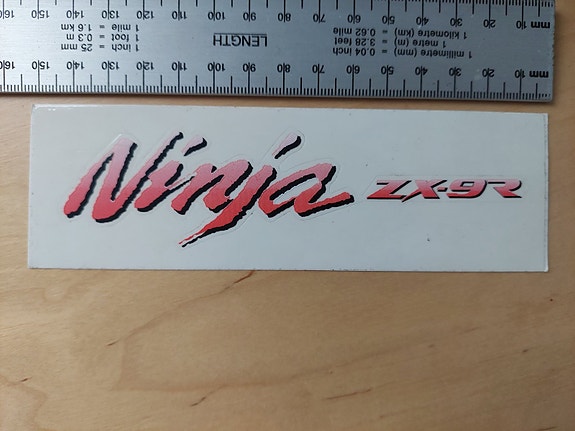 160 150 140 130 120 110 100 90 80 70 60 50 40 30 20 10 mm
1 mile = 1.6 km
1 foot = 0.3 m
1 inch = 25 mm
LENGTH
1 kilometre (km) = 0.62 mile
1 metre (m) = 3.28 feet
1 millimetre (mm) = 0.04 inch
160 150 140 130 120 110 100 90 80 70 60 50 40 30 20 10 mm
Ninja ZX-9R